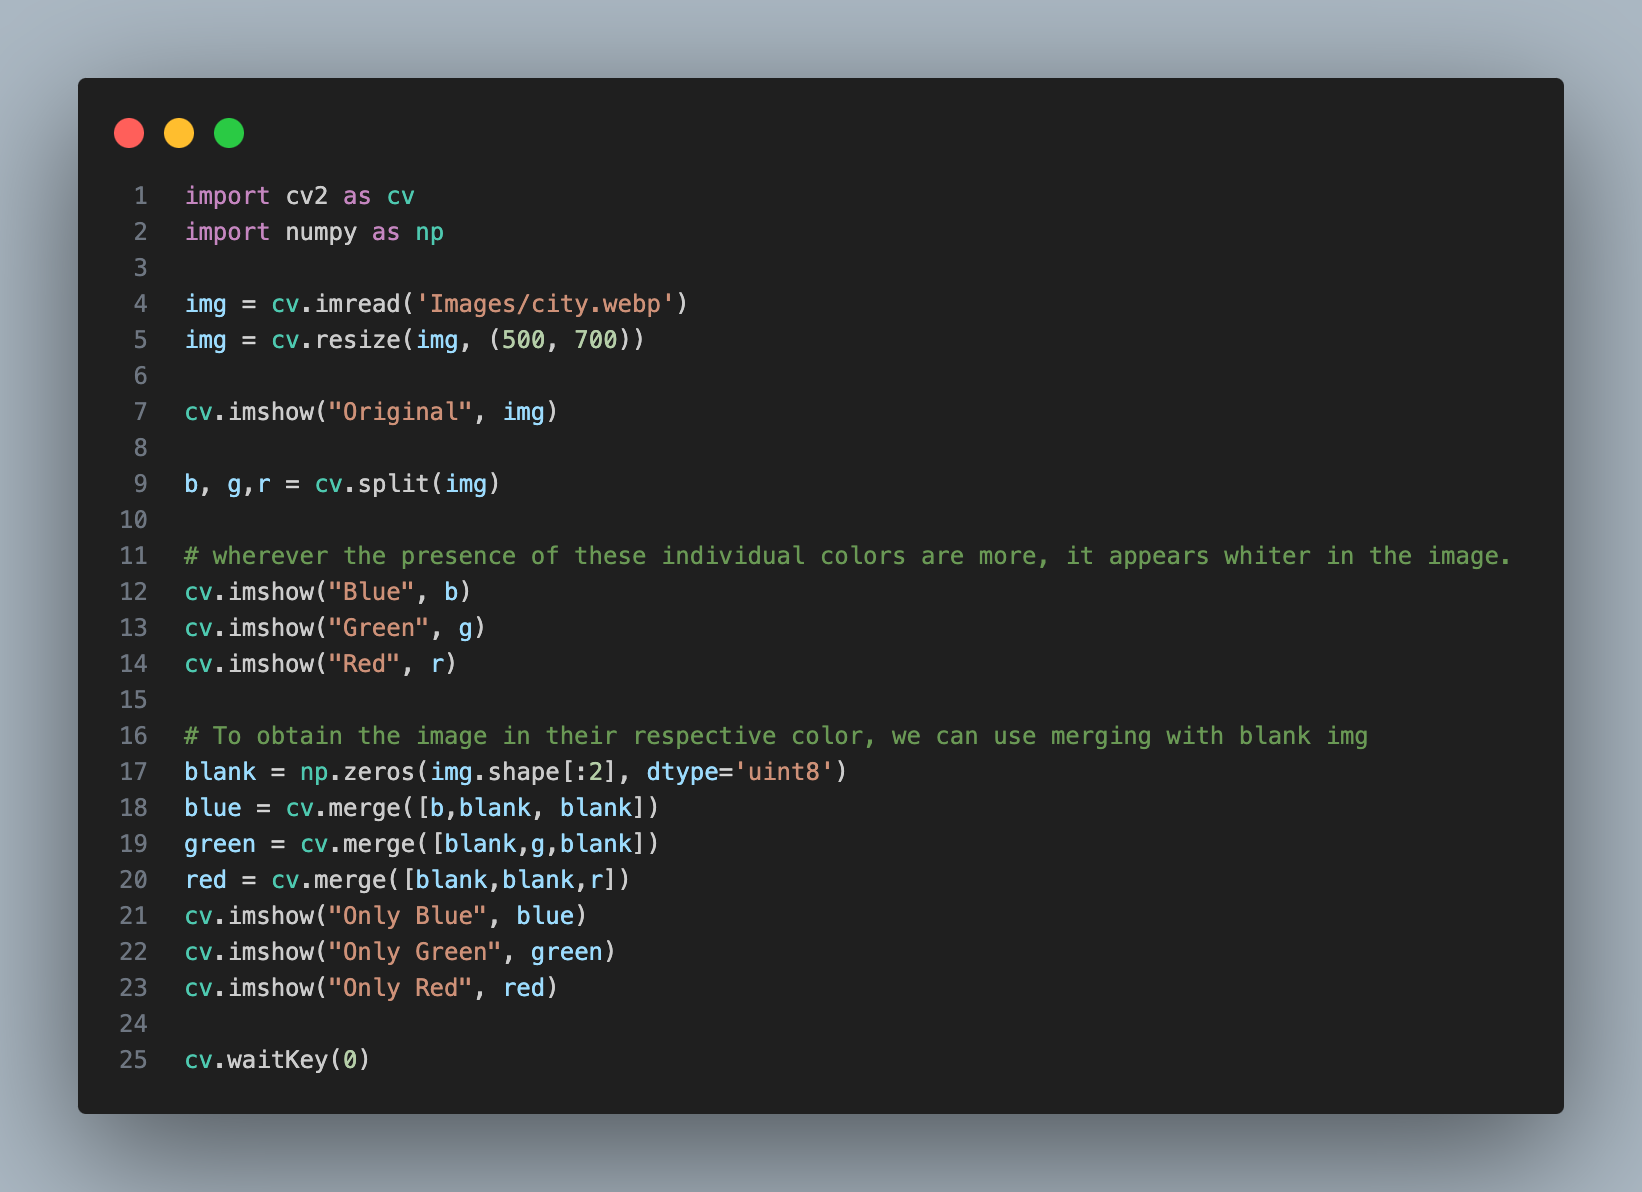 1 import cv2 as cv
2 import numpy as np
3
4 img = cv.imread('Images/city.webp')
5 img = cv.resize(img, (500, 700))
6
7 cv.imshow("Original", img)
8
9 b, g,r = cv.split(img)
10
11 # wherever the presence of these individual colors are more, it appears whiter in the image.
12 cv.imshow("Blue", b)
13 cv.imshow("Green", g)
14 cv.imshow("Red", r)
15
16 # To obtain the image in their respective color, we can use merging with blank img
17 blank = np.zeros(img.shape[:2], dtype='uint8')
18 blue = cv.merge([b,blank, blank])
19 green = cv.merge([blank,g,blank])
20 red = cv.merge([blank,blank,r])
21 cv.imshow("Only Blue", blue)
22 cv.imshow("Only Green", green)
23 cv.imshow("Only Red", red)
24
25 cv.waitKey(0)